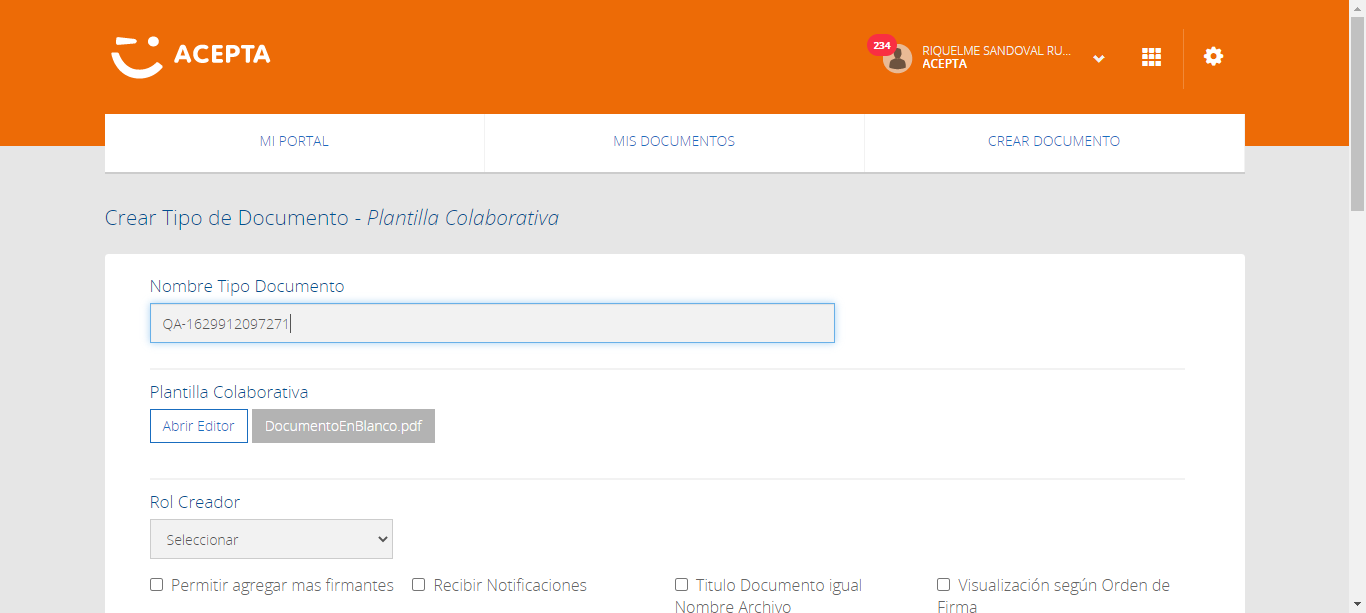 ACEPTA
234
RIQUELME SANDOVAL RU...
ACEPTA
MI PORTAL
MIS DOCUMENTOS
CREAR DOCUMENTO
Crear Tipo de Documento - Plantilla Colaborativa
Nombre Tipo Documento
QA-1629912097271
Plantilla Colaborativa
Abrir Editor
DocumentoEnBlanco.pdf
Rol Creador
Seleccionar
Permitir agregar mas firmantes
Recibir Notificaciones
Titulo Documento igual
Nombre Archivo
Visualización según Orden de
Firma